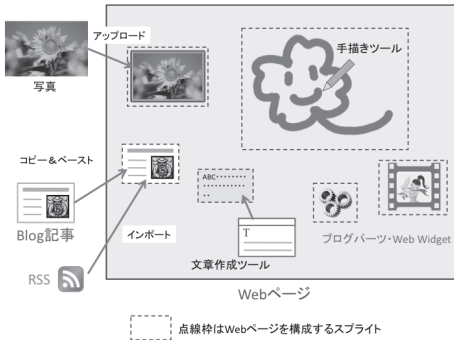 アップロード
手描きツール
写真
コピー&ペースト
ABC
Blog記事
インポート
T
文章作成ツール
ブログパーツ・Web Widget
RSS
Webページ
点線枠はWebページを構成するスプライト